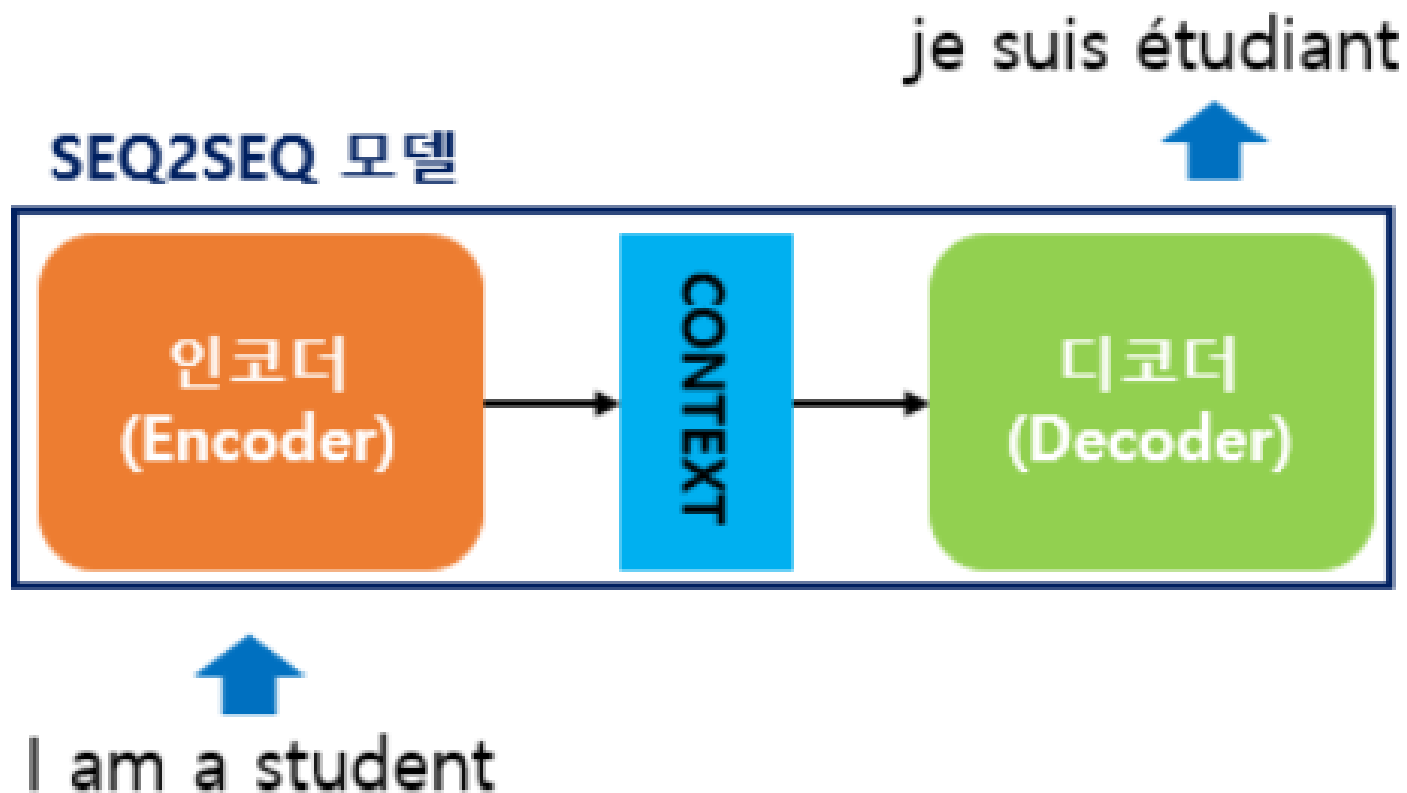 je suis étudiant
SEQ2SEQ 모델
인코더
(Encoder)
CONTEXT
디코더
(Decoder)
I am a student